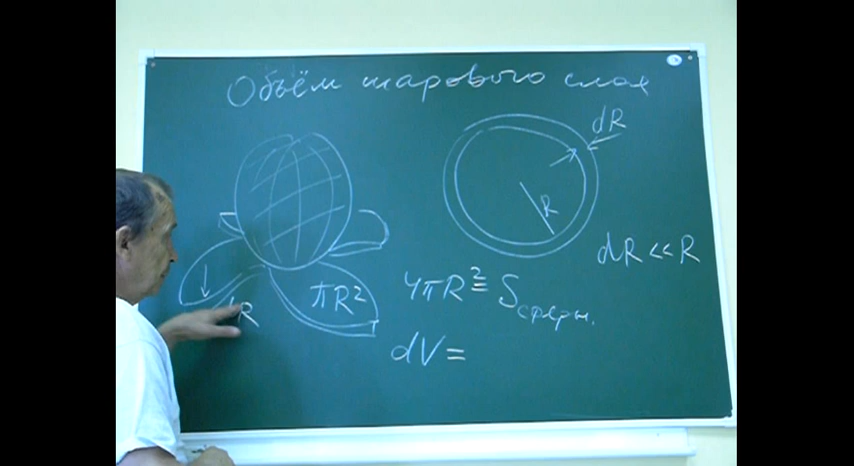 Объём шарового слоя
dR
R
dR << R
πR²
dR
4πR² = Sсферы.
dV =